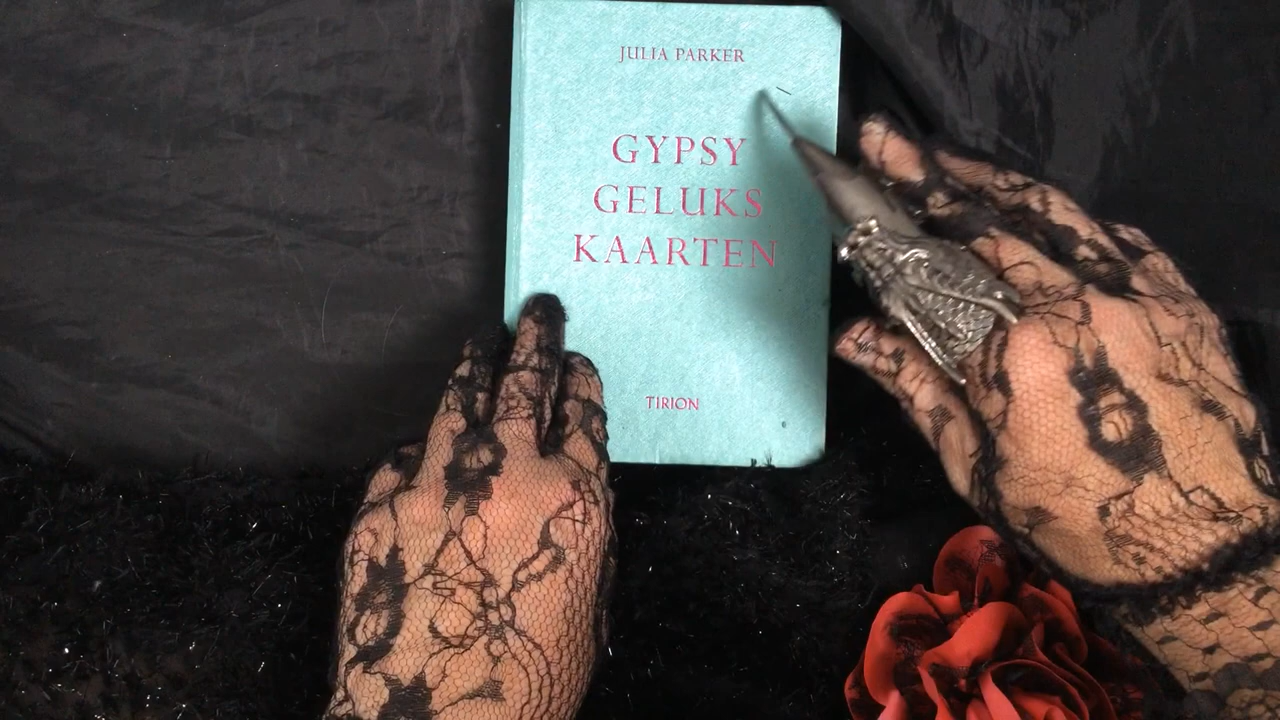 JULIA PARKER
GYPSY
GELUKS
KAARTEN
TIRION